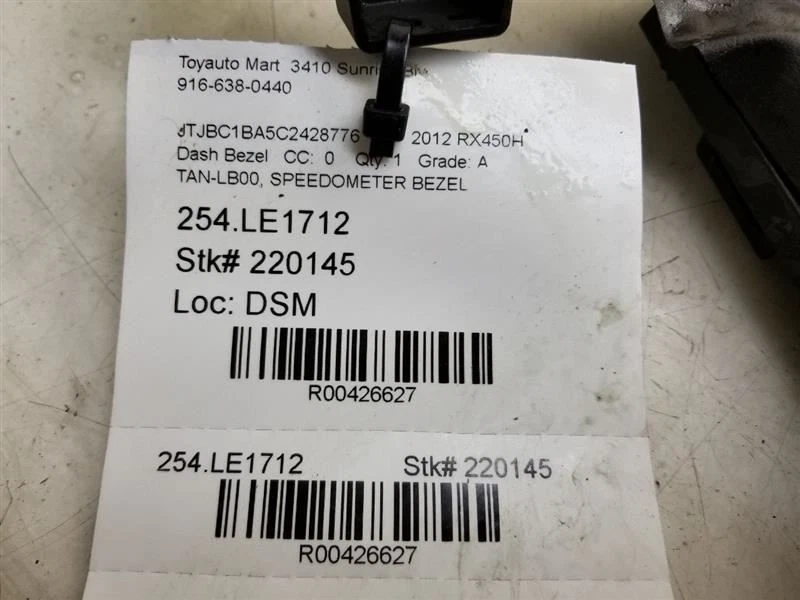 Toyauto Mart 3410
916-638-0440
JTJBC1BA5C2428776 2012 RX450H
Dash Bezel CC: 0 Qty: 1 Grade: A
TAN-LB00, SPEEDOMETER BEZEL
254.LE1712
Stk# 220145
Loc: DSM
R00426627
254.LE1712 Stk# 220145
R00426627